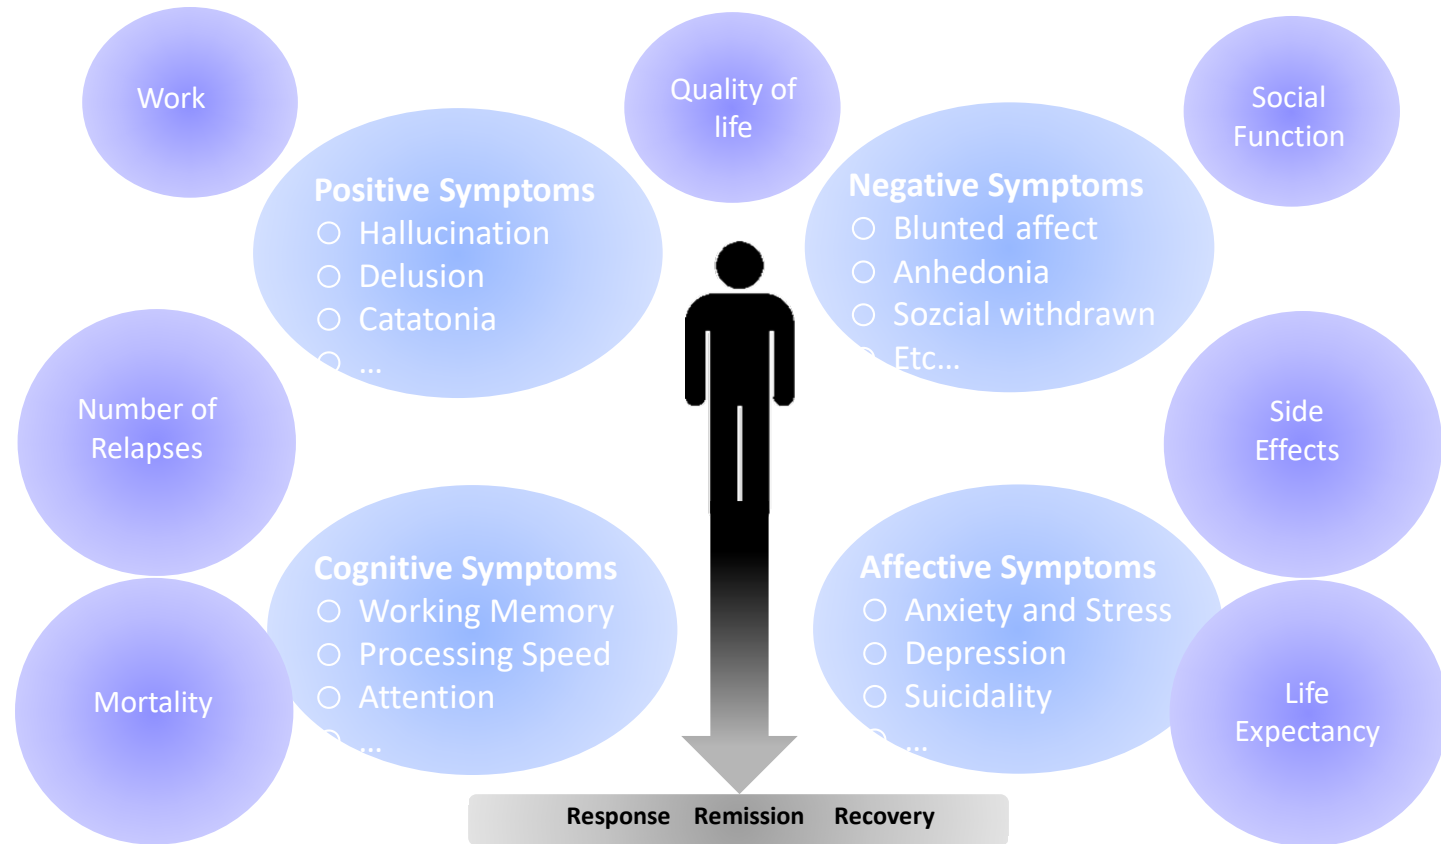 Work
Quality of
life
Social
Function
Positive Symptoms
○ Hallucination
○ Delusion
○ Catatonia
○ ...
Negative Symptoms
○ Blunted affect
○ Anhedonia
○ Sozcial withdrawn
○ Etc...
Number of
Relapses
Side
Effects
Cognitive Symptoms
○ Working Memory
○ Processing Speed
○ Attention
○ ...
Affective Symptoms
○ Anxiety and Stress
○ Depression
○ Suicidality
○ ...
Mortality
Life
Expectancy
Response Remission Recovery